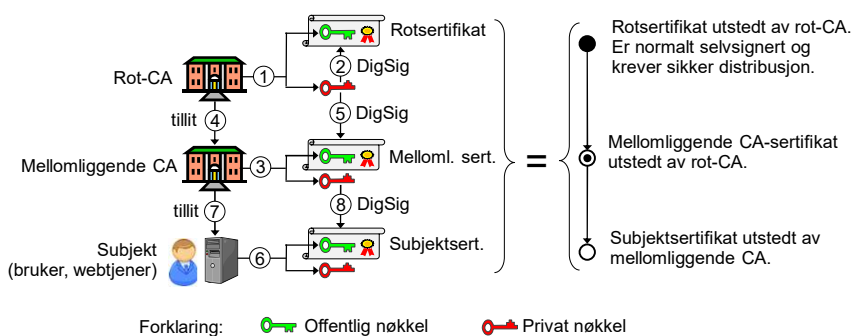 Rot-CA
1
Rotsertifikat
2 DigSig
tillit 4
5 DigSig
Mellomliggende CA
3
Melloml. sert.
tillit 7
8 DigSig
Subjekt
(bruker, webtjener)
6
Subjektsert.
=
Rotsertifikat utstedt av rot-CA.
Er normalt selvsignert og
krever sikker distribusjon.
Mellomliggende CA-sertifikat
utstedt av rot-CA.
Subjektsertifikat utstedt av
mellomliggende CA.
Forklaring: Offentlig nøkkel Privat nøkkel